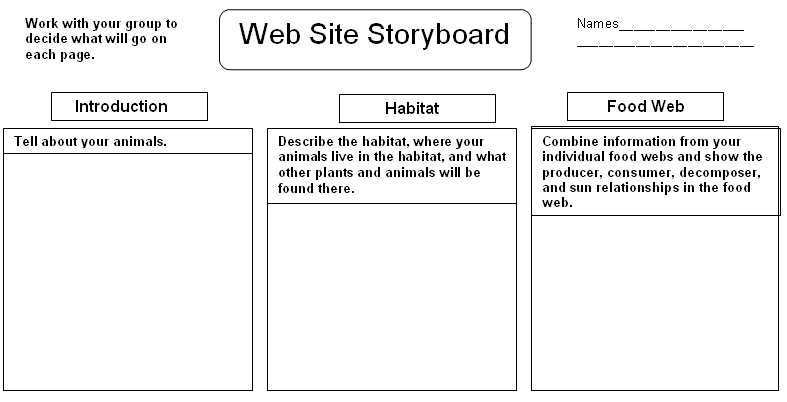 Work with your group to
decide what will go on
each page.
Web Site Storyboard
Names_________________
________________________
Introduction
Tell about your animals.
Habitat
Describe the habitat, where your
animals live in the habitat, and what
other plants and animals will be
found there.
Food Web
Combine information from your
individual food webs and show the
producer, consumer, decomposer,
and sun relationships in the food
web.